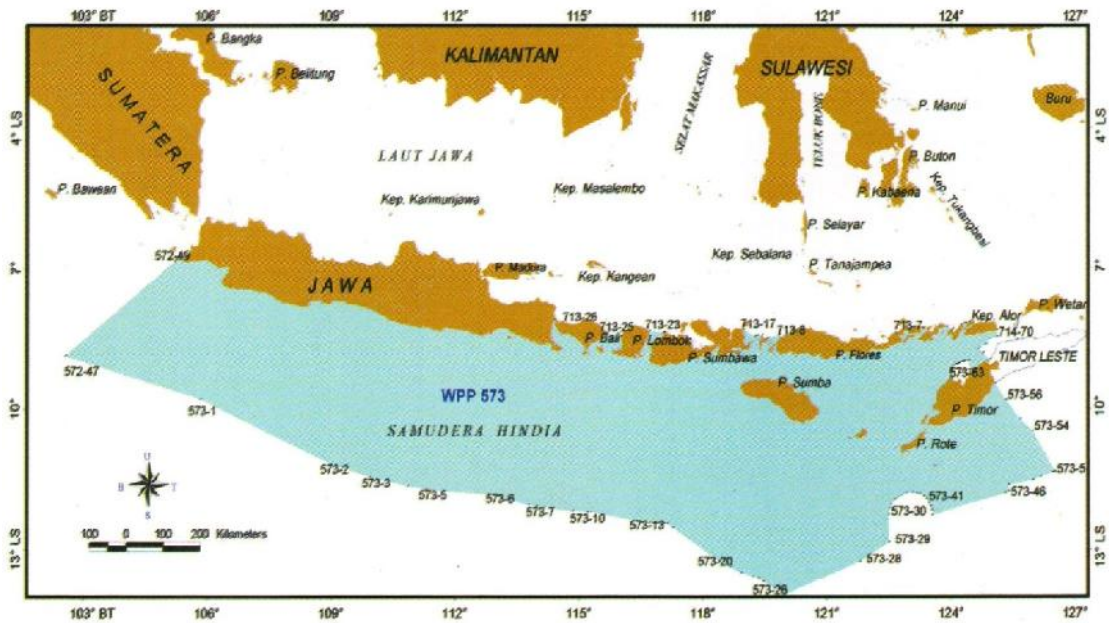 103° BT 106° 109° 112° 115° 118° 121° 124° 127°
P. Bangka
KALIMANTAN
SULAWESI
P. Belitung
SUMATERA
SELAT MAKASSAR
TELUK BONE
P. Manui
Buru
4° LS
4° LS
LAUT JAWA
P. Buton
P. Bawean
Kep. Masalembo
P. Kabaena
Kep. Tukangbesi
Kep. Karimunjawa
P. Selayar
572-49
Kep. Sebalana
7°
P. Madura
Kep. Kangean
P. Tanajampea
7°
JAWA
P. Wetar
Kep. Alor
713-26
713-25
713-23
713-17
713-8
713-7
714-70
P. Bali
P. Lombok
P. Sumbawa
P. Flores
TIMOR LESTE
572-47
573-63
P. Sumba
573-56
WPP 573
10°
573-1
P. Timor
10°
SAMUDERA HINDIA
573-54
P. Rote
573-2
573-3
573-5
573-6
573-7
573-10
573-13
573-5
573-46
573-41
573-30
U
B T
S
573-29
100 0 100 200 Kilometers
573-20
573-28
573-26
13° LS
13° LS
103° BT 106° 109° 112° 115° 118° 121° 124° 127°